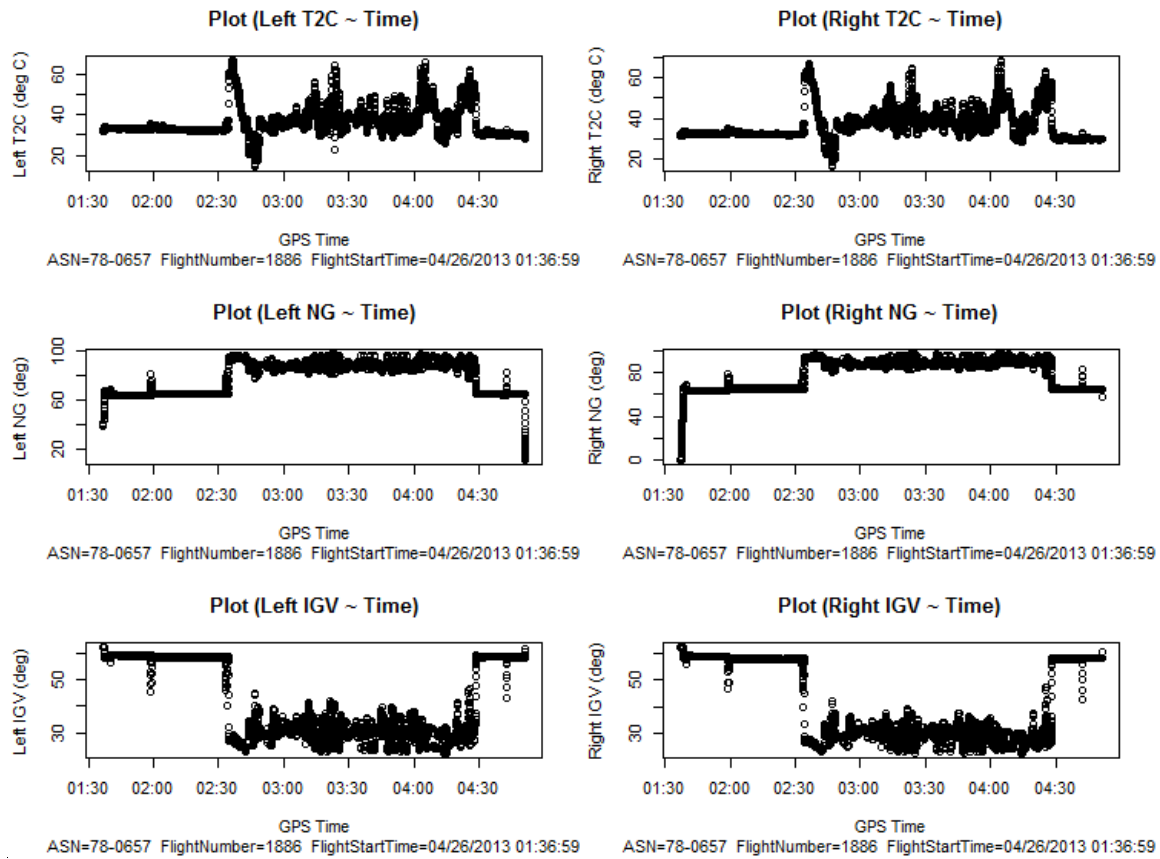 Plot (Left T2C ~ Time)
Left T2C (deg C)
20 40 60
01:30 02:00 02:30 03:00 03:30 04:00 04:30
GPS Time
ASN=78-0657 FlightNumber=1886 FlightStartTime=04/26/2013 01:36:59
Plot (Right T2C ~ Time)
Right T2C (deg C)
20 40 60
01:30 02:00 02:30 03:00 03:30 04:00 04:30
GPS Time
ASN=78-0657 FlightNumber=1886 FlightStartTime=04/26/2013 01:36:59
Plot (Left NG ~ Time)
Left NG (deg)
20 60 100
01:30 02:00 02:30 03:00 03:30 04:00 04:30
GPS Time
ASN=78-0657 FlightNumber=1886 FlightStartTime=04/26/2013 01:36:59
Plot (Right NG ~ Time)
Right NG (deg)
0 40 80
01:30 02:00 02:30 03:00 03:30 04:00 04:30
GPS Time
ASN=78-0657 FlightNumber=1886 FlightStartTime=04/26/2013 01:36:59
Plot (Left IGV ~ Time)
Left IGV (deg)
30 50
01:30 02:00 02:30 03:00 03:30 04:00 04:30
GPS Time
ASN=78-0657 FlightNumber=1886 FlightStartTime=04/26/2013 01:36:59
Plot (Right IGV ~ Time)
Right IGV (deg)
30 50
01:30 02:00 02:30 03:00 03:30 04:00 04:30
GPS Time
ASN=78-0657 FlightNumber=1886 FlightStartTime=04/26/2013 01:36:59